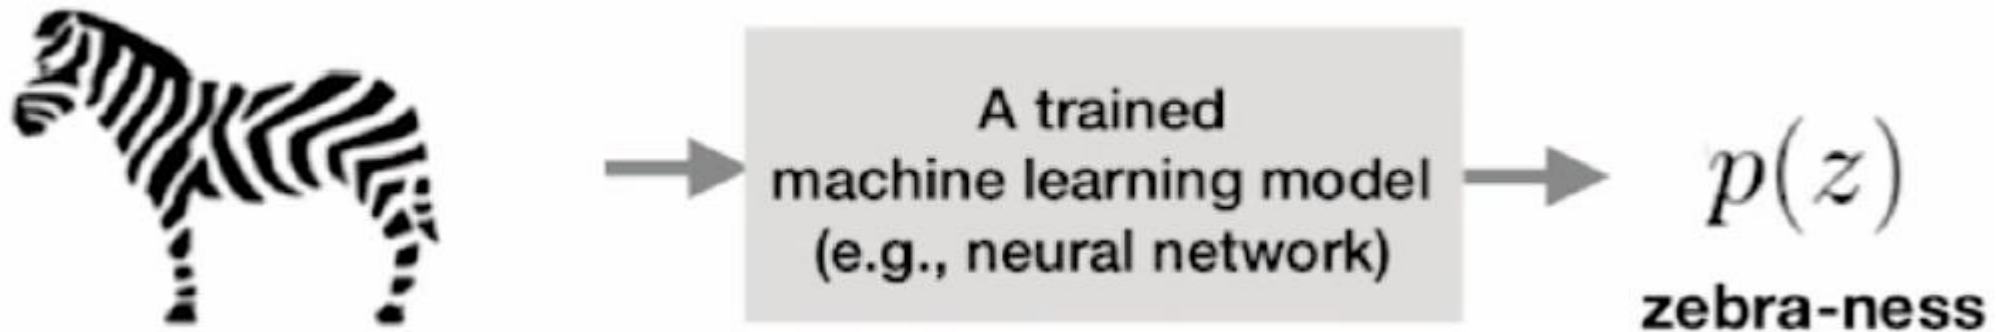 A trained
machine learning model
(e.g., neural network)
p(z)
zebra-ness